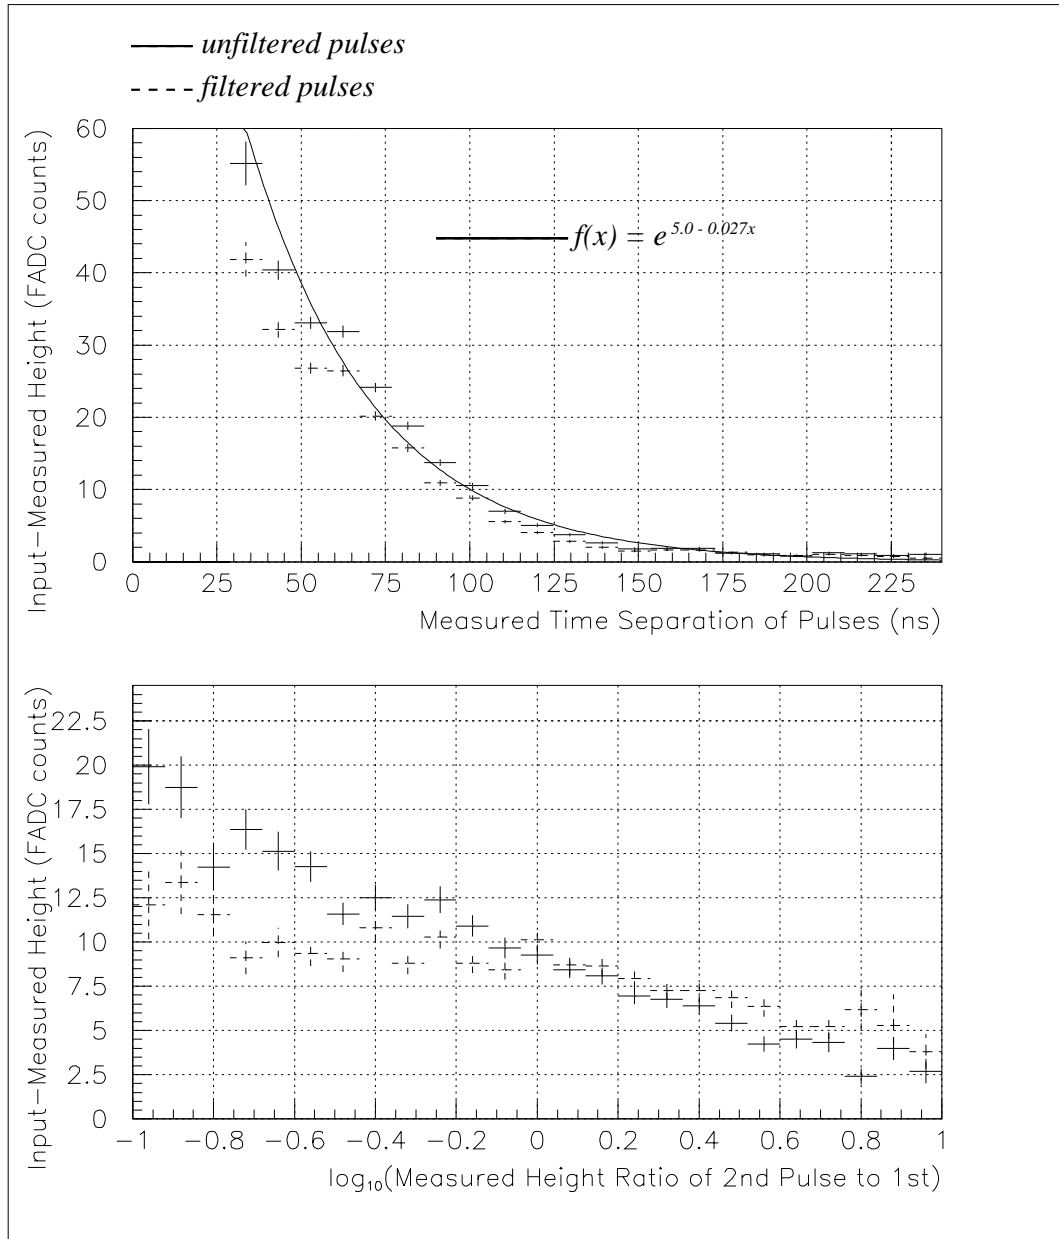 unfiltered pulses
filtered pulses
Input-Measured Height (FADC counts)
60
50
40
30
20
10
0
f(x) = e^5.0 - 0.027x
0 25 50 75 100 125 150 175 200 225
Measured Time Separation of Pulses (ns)
Input-Measured Height (FADC counts)
22.5
20
17.5
15
12.5
10
7.5
5
2.5
0
-1 -0.8 -0.6 -0.4 -0.2 0 0.2 0.4 0.6 0.8 1
log₁₀(Measured Height Ratio of 2nd Pulse to 1st)